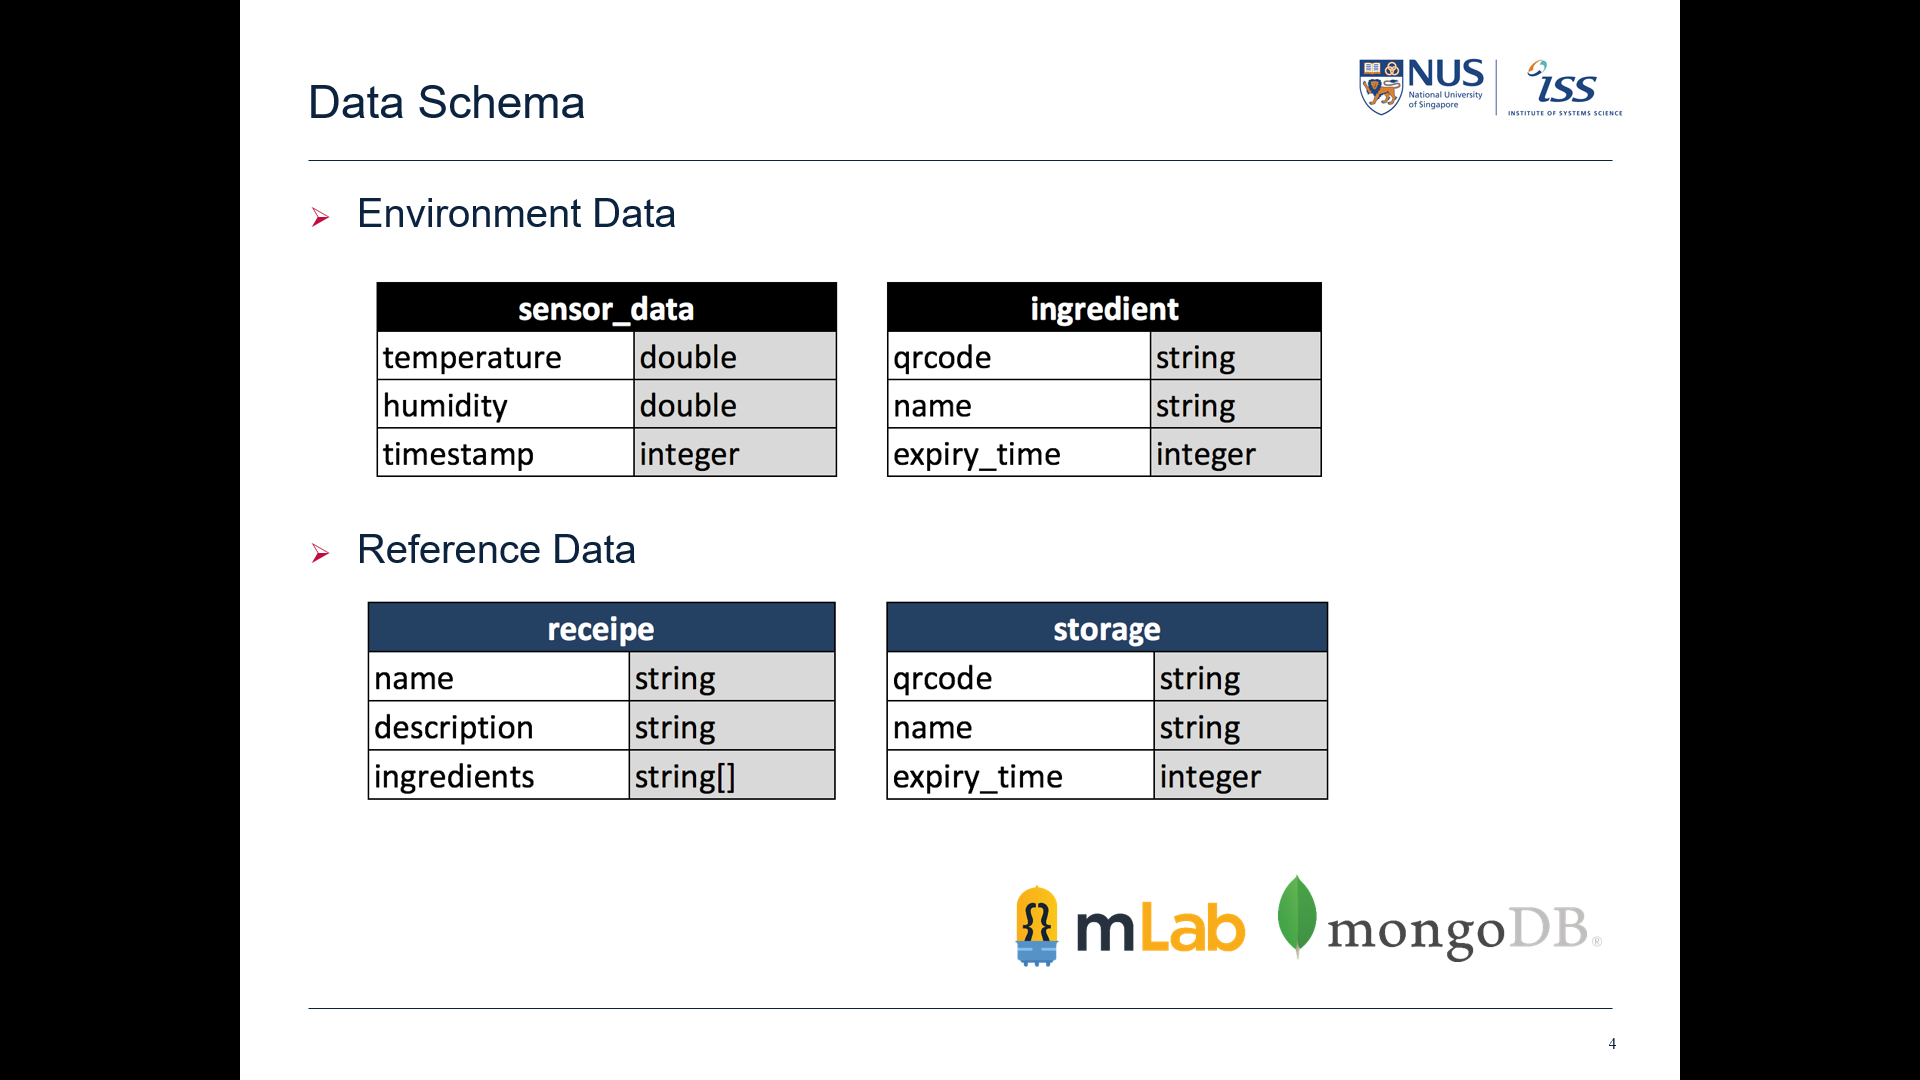 Data Schema
NUS
National University
of Singapore
iss
INSTITUTE OF SYSTEMS SCIENCE
Environment Data
sensor_data
temperature double
humidity double
timestamp integer
ingredient
qrcode string
name string
expiry_time integer
Reference Data
receipe
name string
description string
ingredients string[]
storage
qrcode string
name string
expiry_time integer
mLab
mongoDB®
4